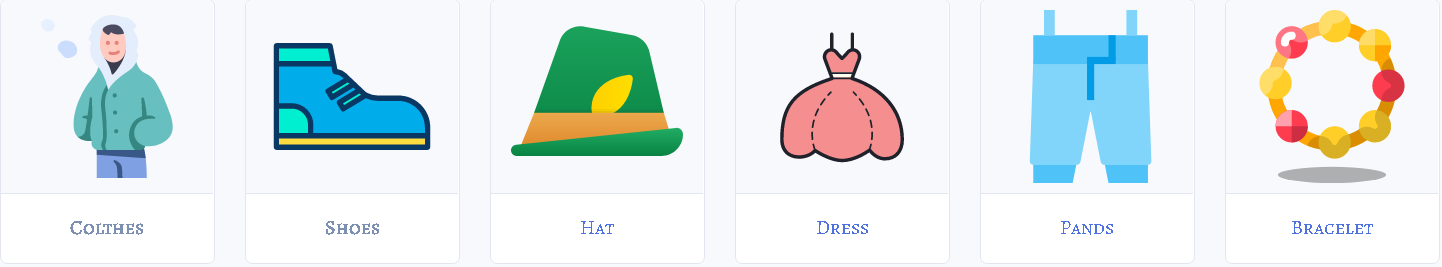 Colthes
Shoes
Hat
Dress
Pands
Bracelet